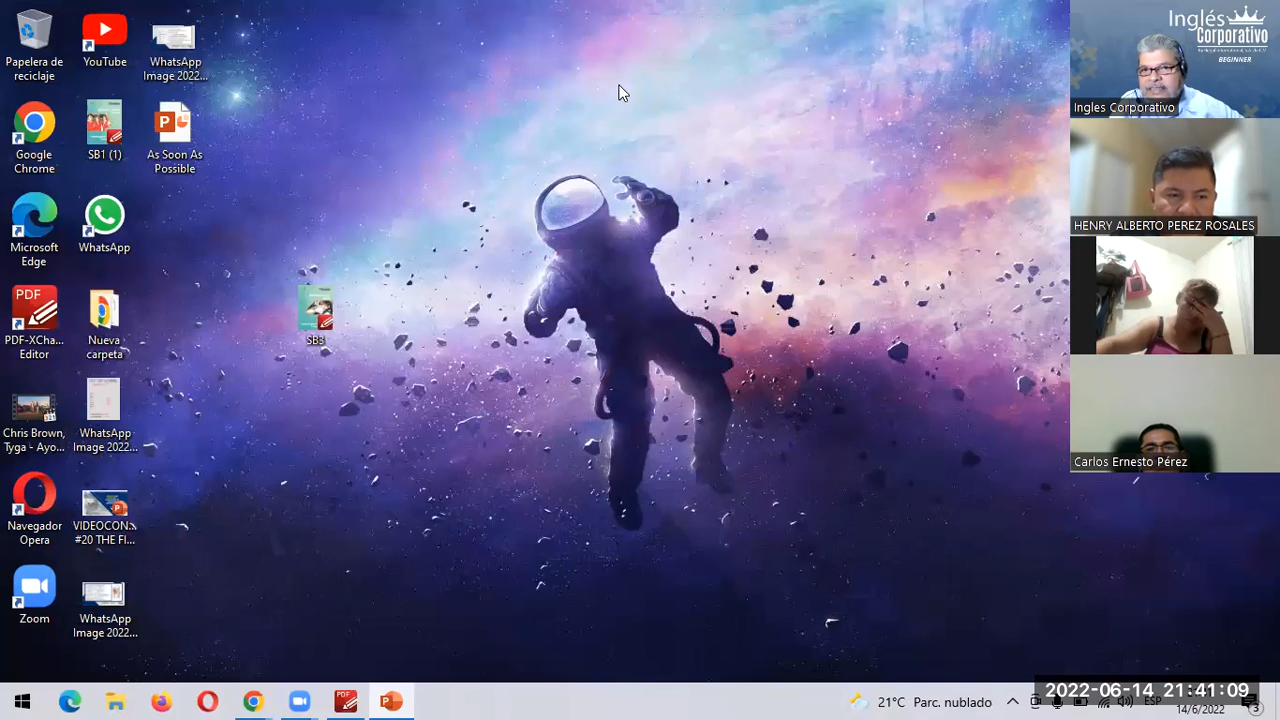 Papelera de
reciclaje
YouTube
WhatsApp
Image 2022...
Google
Chrome
SB1 (1)
As Soon As
Possible
Microsoft
Edge
WhatsApp
PDF
PDF-XCha...
Editor
Nueva
carpeta
SB3
Chris Brown,
Tyga - Ayo...
WhatsApp
Image 2022...
Navegador
Opera
VIDEOCON...
#20 THE FI...
Zoom
WhatsApp
Image 2022...
Inglés
Corporativo
BEGINNER
Ingles Corporativo
HENRY ALBERTO PEREZ ROSALES
Carlos Ernesto Pérez
PDF
21°C Parc. nublado
ESP
2022-06-14 21:41:09
14/6/2022
3